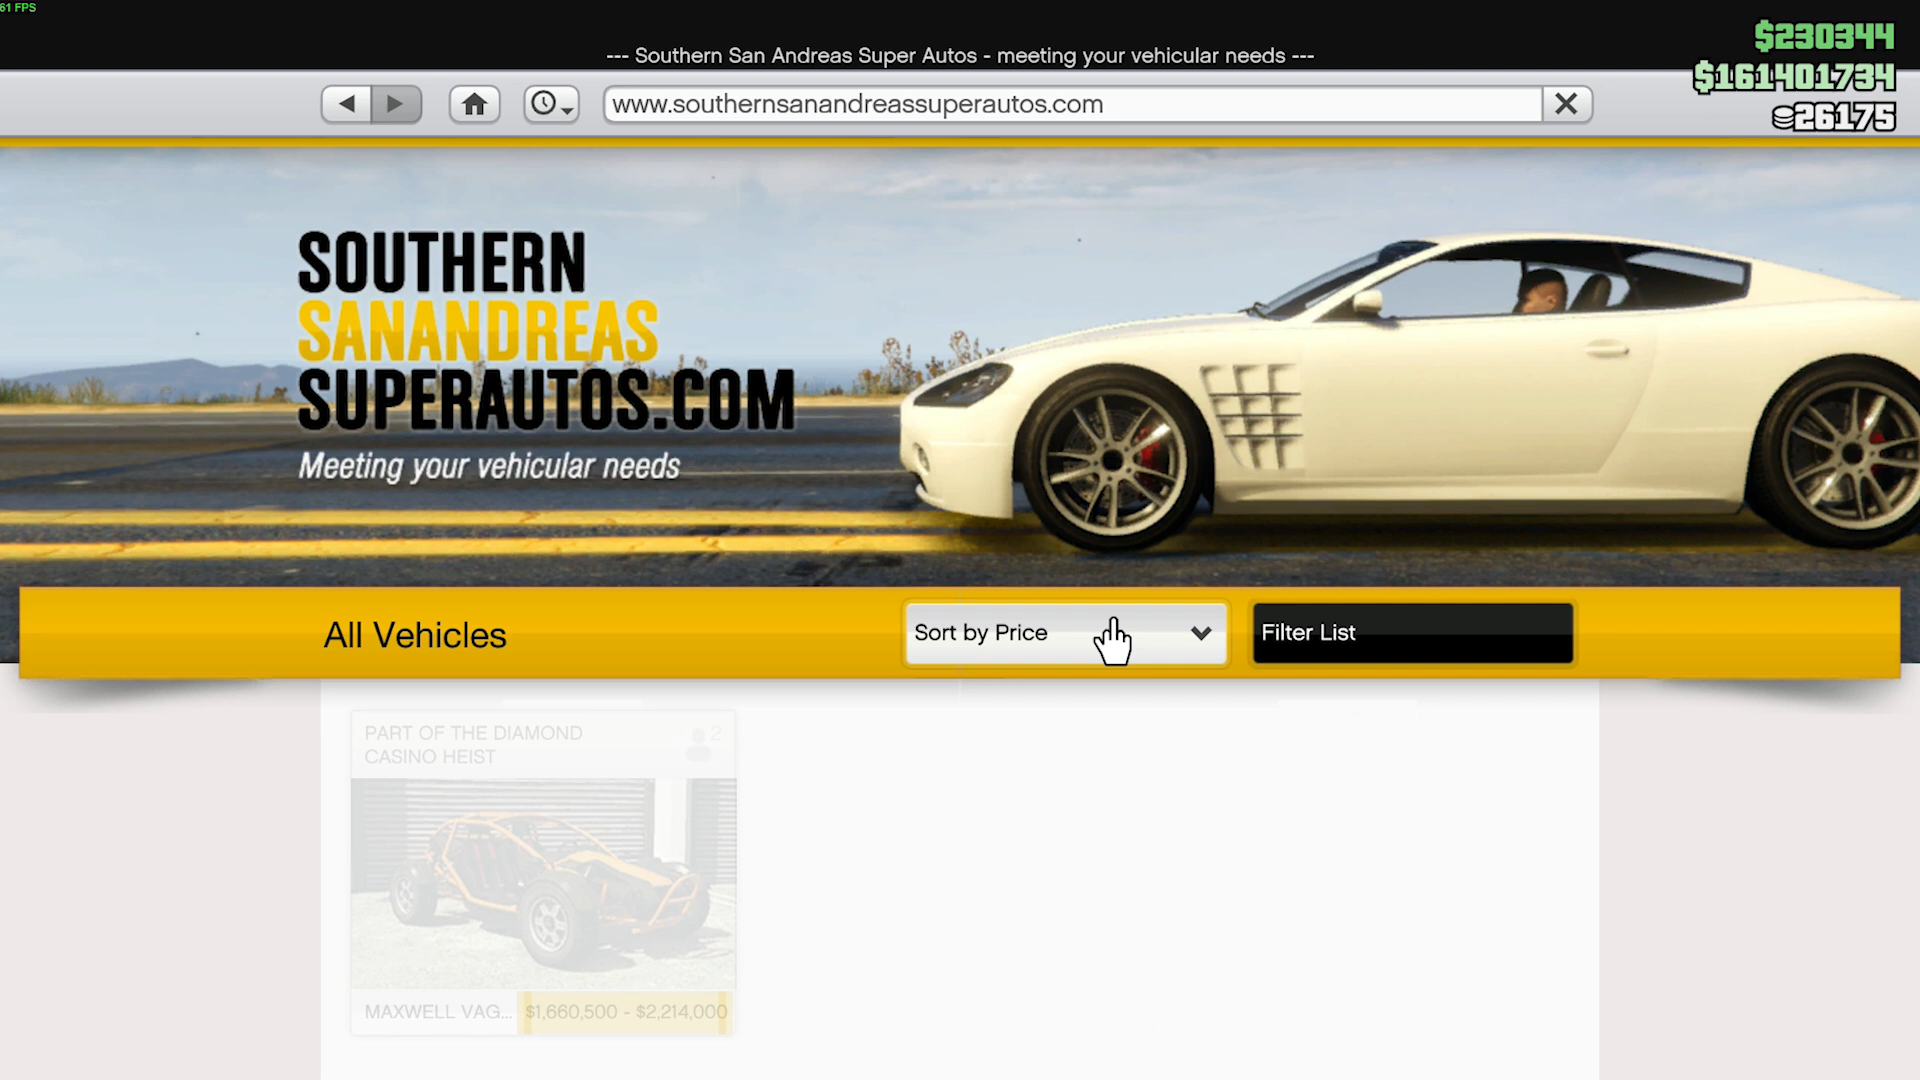 61 FPS
--- Southern San Andreas Super Autos - meeting your vehicular needs ---
$230344
$161401734
26175
www.southernsanandreassuperautos.com
SOUTHERN
SANANDREAS
SUPERAUTOS.COM
Meeting your vehicular needs
All Vehicles
Sort by Price
Filter List
PART OF THE DIAMOND
CASINO HEIST
2
MAXWELL VAG...
$1,660,500 - $2,214,000